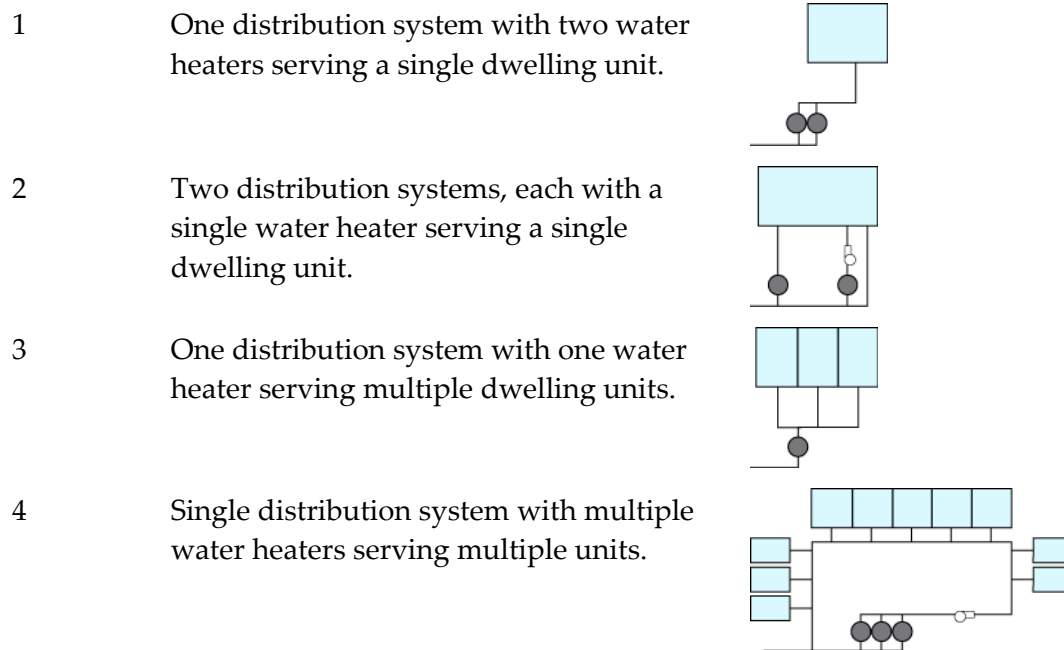 1 One distribution system with two water
heaters serving a single dwelling unit.
2 Two distribution systems, each with a
single water heater serving a single
dwelling unit.
3 One distribution system with one water
heater serving multiple dwelling units.
4 Single distribution system with multiple
water heaters serving multiple units.